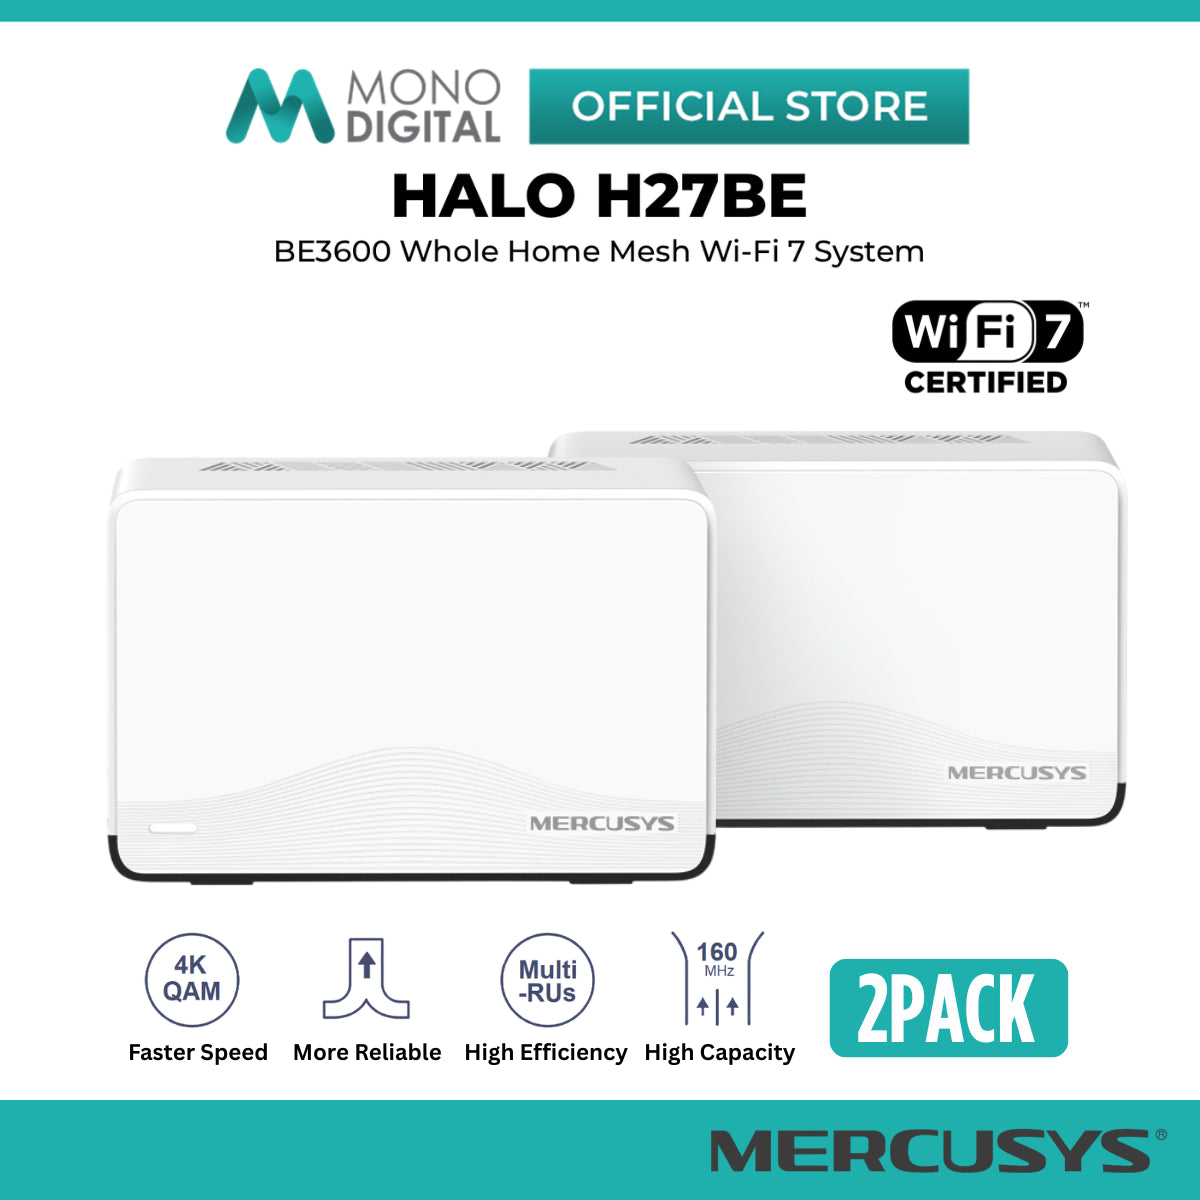 MONO
DIGITAL
OFFICIAL STORE
HALO H27BE
BE3600 Whole Home Mesh Wi-Fi 7 System
Wi Fi 7 ™
CERTIFIED
MERCUSYS
MERCUSYS
4K
QAM
Faster Speed
More Reliable
Multi
-RUs
High Efficiency
160
MHz
High Capacity
2PACK
MERCUSYS®